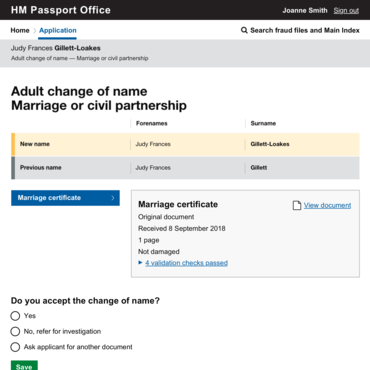 HM Passport Office
Joanne Smith Sign out
Home Application
Search fraud files and Main Index
Judy Frances Gillett-Loakes
Adult change of name — Marriage or civil partnership
Adult change of name
Marriage or civil partnership
Forenames Surname
New name Judy Frances Gillett-Loakes
Previous name Judy Frances Gillett
Marriage certificate
Marriage certificate
View document
Original document
Received 8 September 2018
1 page
Not damaged
4 validation checks passed
Do you accept the change of name?
Yes
No, refer for investigation
Ask applicant for another document
Save